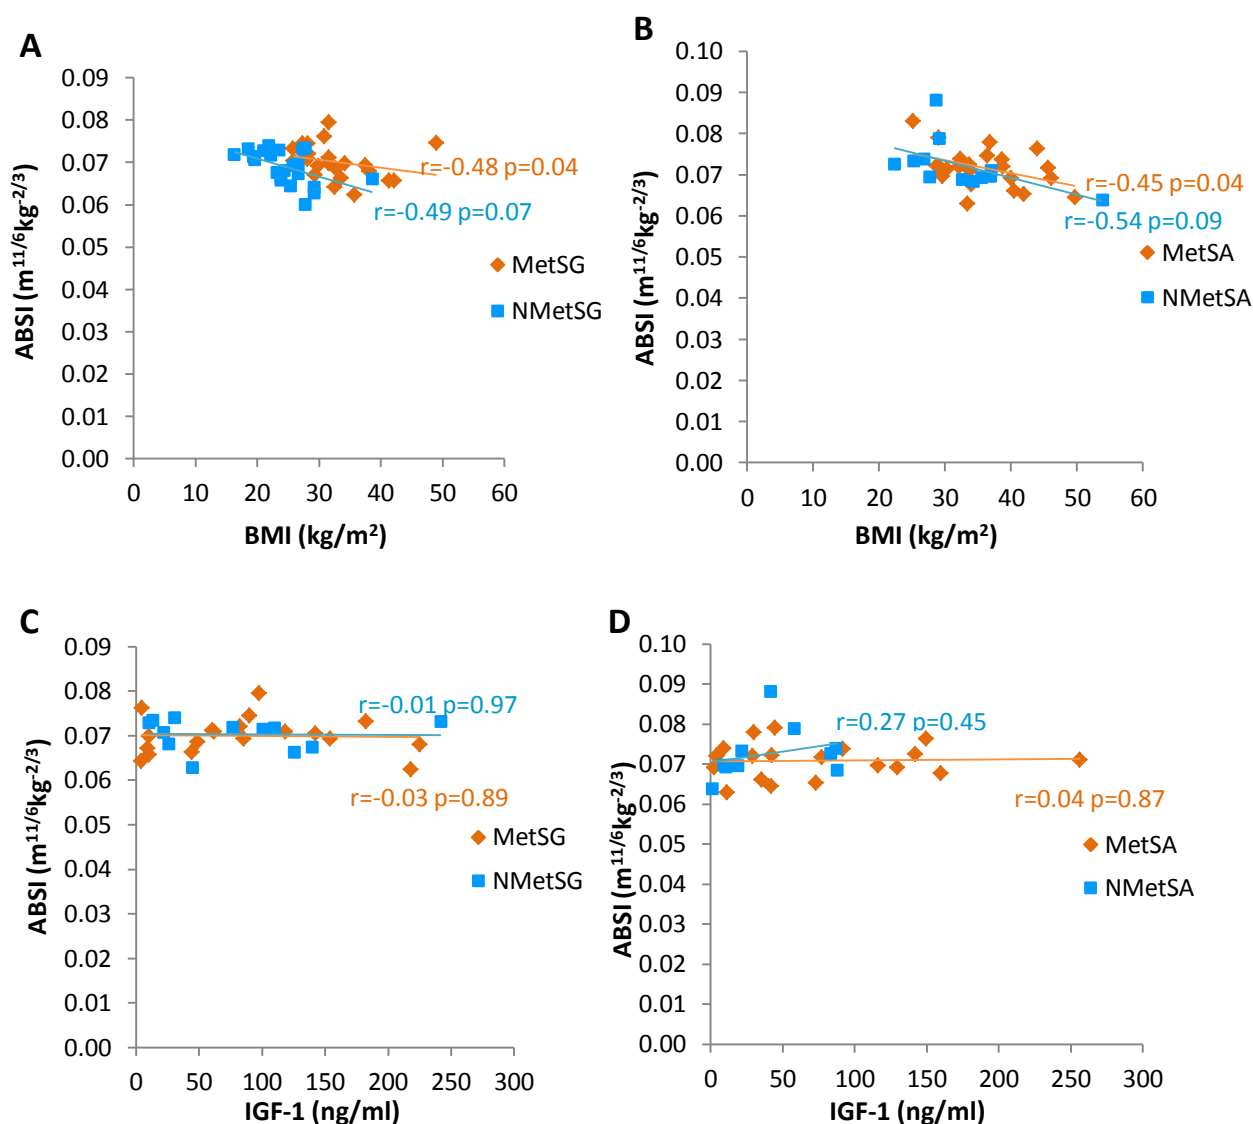 A
0.09
0.08
0.07
0.06
0.05
0.04
0.03
0.02
0.01
0.00
ABSI (m^11/6kg^-2/3)
r=-0.48 p=0.04
r=-0.49 p=0.07
MetSG
NMetSG
0 10 20 30 40 50 60
BMI (kg/m²)
B
0.10
0.09
0.08
0.07
0.06
0.05
0.04
0.03
0.02
0.01
0.00
ABSI (m^11/6kg^-2/3)
r=-0.45 p=0.04
r=-0.54 p=0.09
MetSA
NMetSA
0 10 20 30 40 50 60
BMI (kg/m²)
C
0.09
0.08
0.07
0.06
0.05
0.04
0.03
0.02
0.01
0.00
ABSI (m^11/6kg^-2/3)
r=-0.01 p=0.97
r=-0.03 p=0.89
MetSG
NMetSG
0 50 100 150 200 250 300
IGF-1 (ng/ml)
D
0.10
0.09
0.08
0.07
0.06
0.05
0.04
0.03
0.02
0.01
0.00
ABSI (m^11/6kg^-2/3)
r=0.27 p=0.45
r=0.04 p=0.87
MetSA
NMetSA
0 50 100 150 200 250 300
IGF-1 (ng/ml)